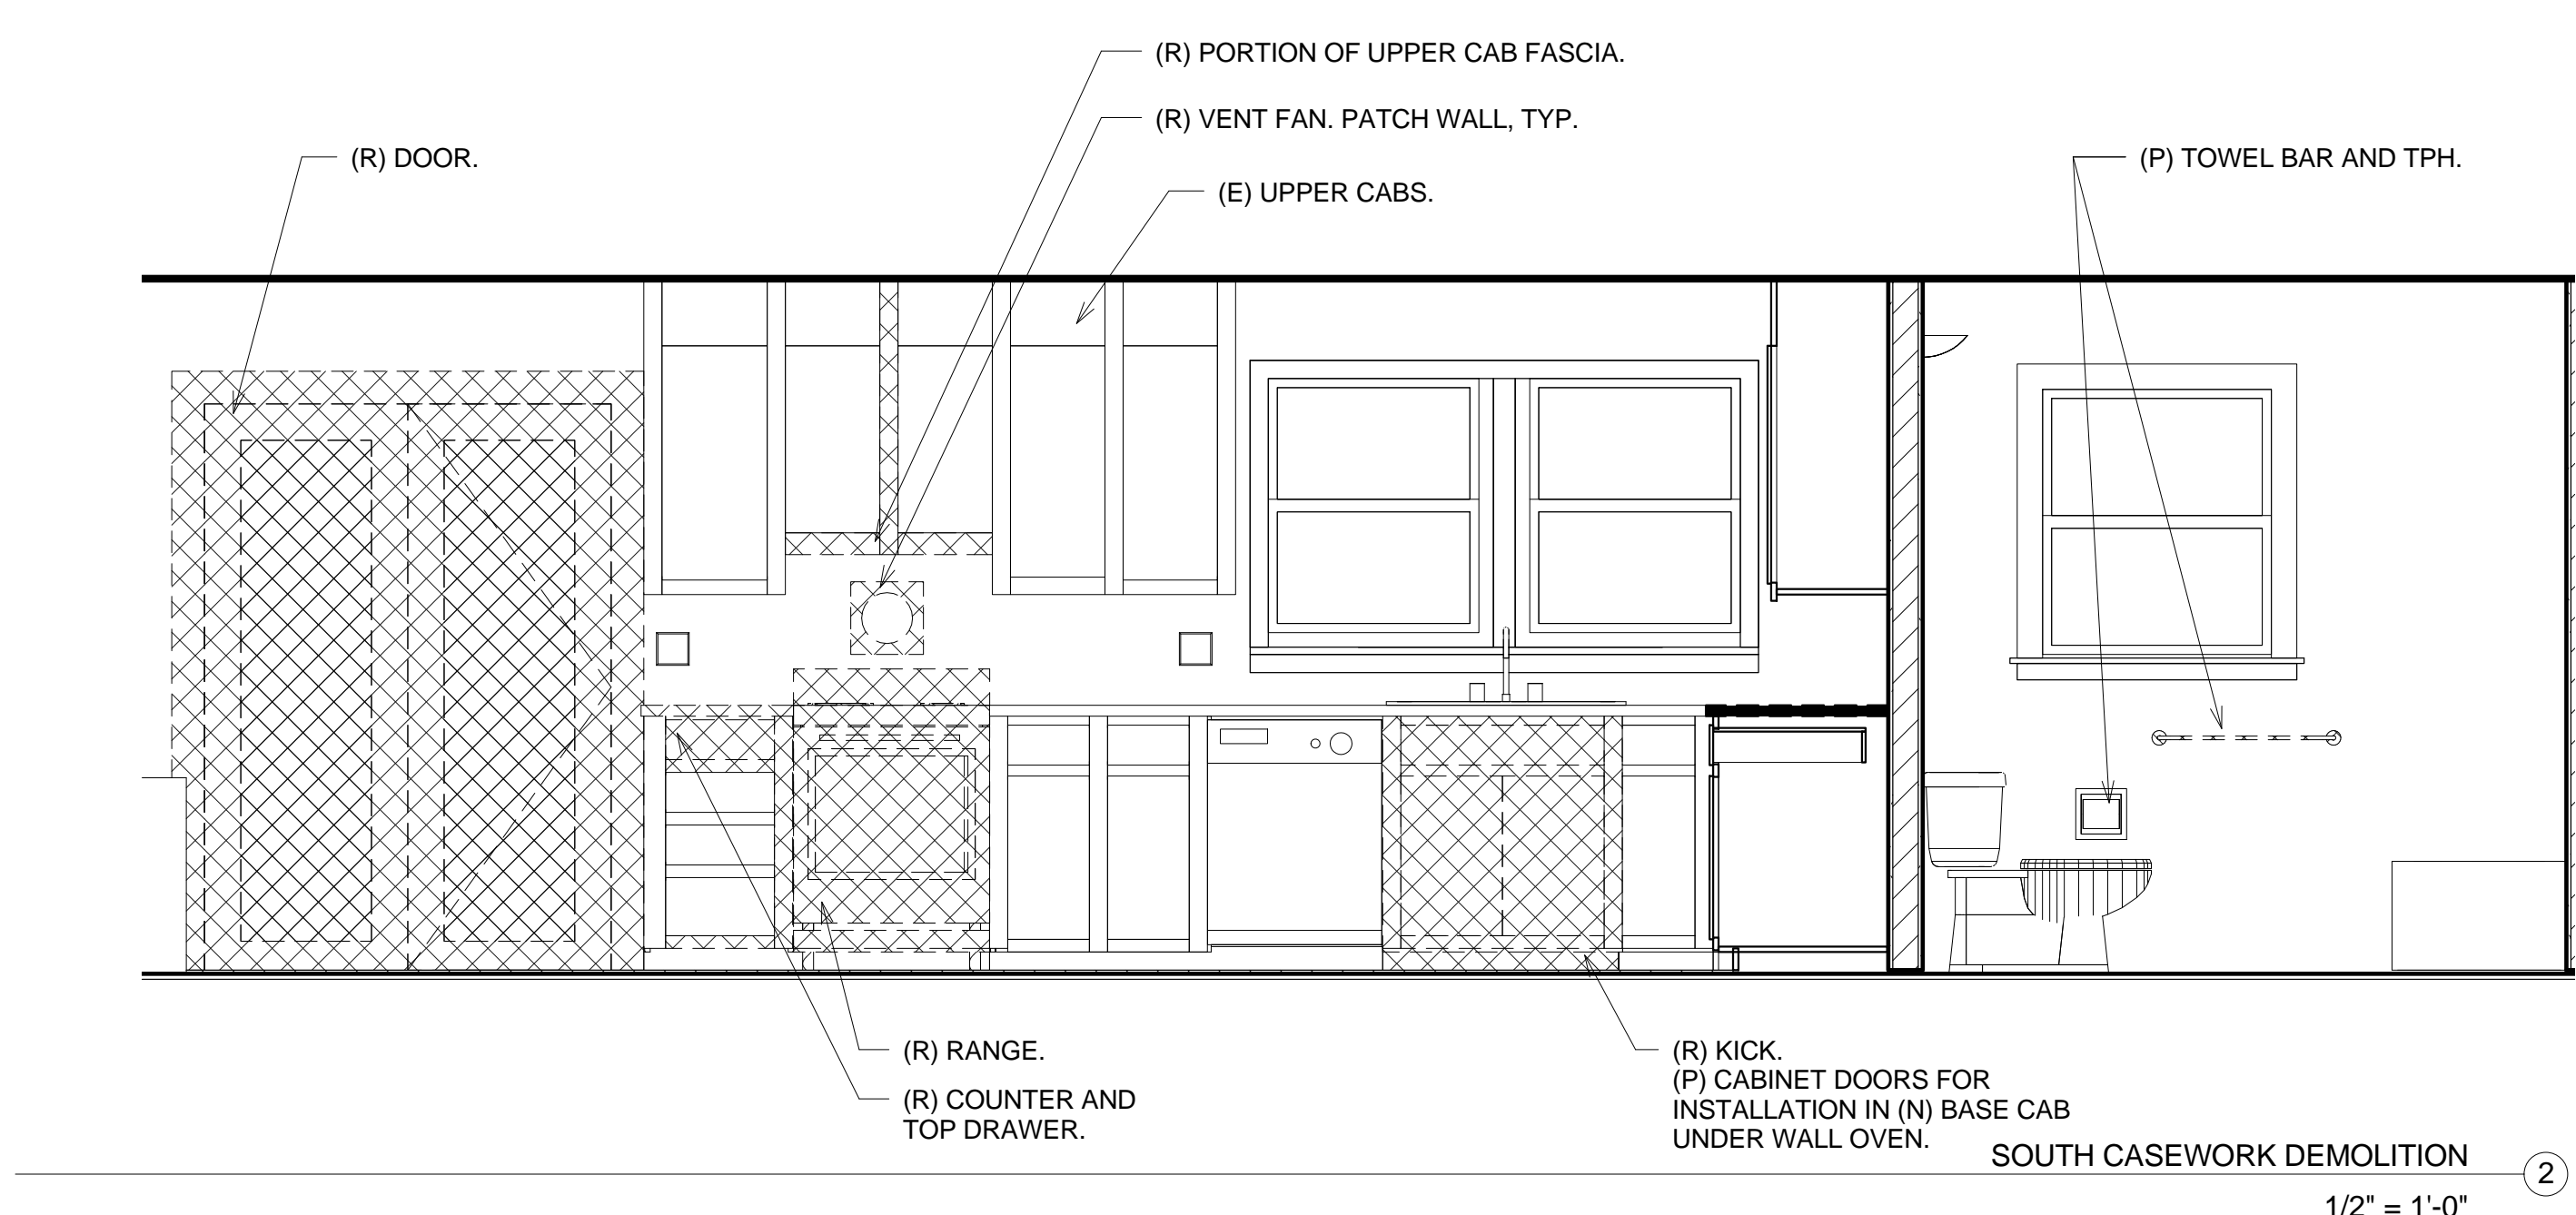 (R) PORTION OF UPPER CAB FASCIA.
(R) VENT FAN. PATCH WALL, TYP.
(R) DOOR.
(P) TOWEL BAR AND TPH.
(E) UPPER CABS.
(R) RANGE.
(R) COUNTER AND
TOP DRAWER.
(R) KICK.
(P) CABINET DOORS FOR
INSTALLATION IN (N) BASE CAB
UNDER WALL OVEN.
SOUTH CASEWORK DEMOLITION
2
1/2" = 1'-0"